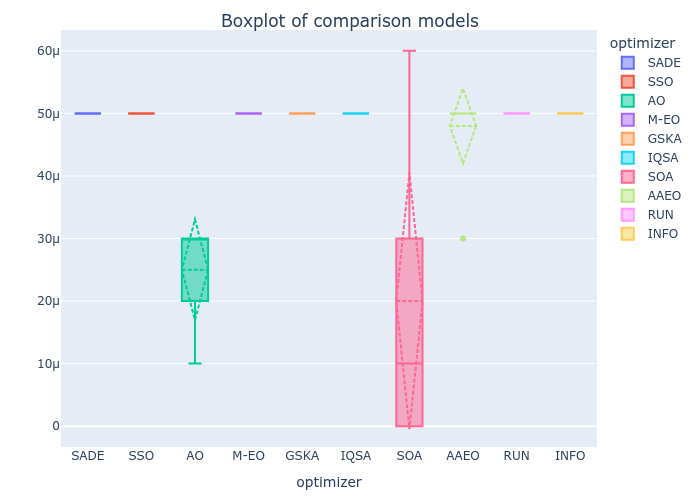 Boxplot of comparison models
60μ
50μ
40μ
30μ
20μ
10μ
0
SADE SSO AO M-EO GSKA IQSA SOA AAEO RUN INFO
optimizer
optimizer
SADE
SSO
AO
M-EO
GSKA
IQSA
SOA
AAEO
RUN
INFO